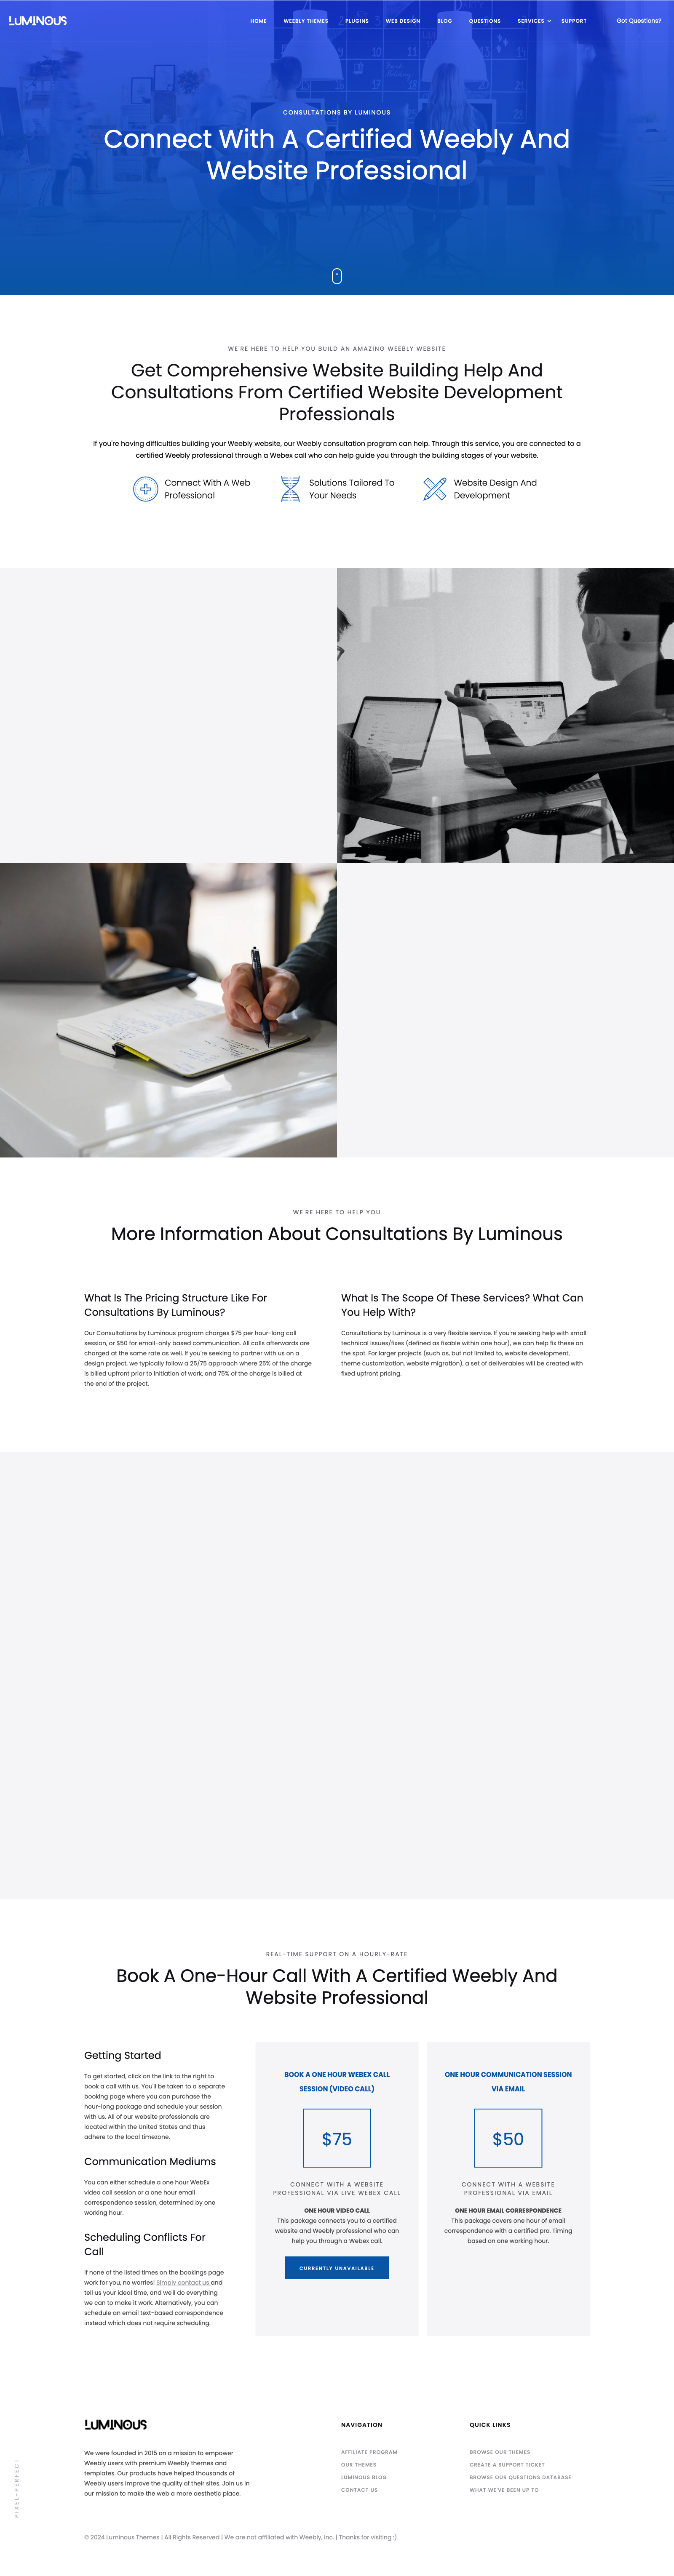 LUMINOUS
HOME
WEEBLY THEMES
PLUGINS
WEB DESIGN
BLOG
QUESTIONS
SERVICES
SUPPORT
Got Questions?
CONSULTATIONS BY LUMINOUS
Connect With A Certified Weebly And
Website Professional
WE'RE HERE TO HELP YOU BUILD AN AMAZING WEEBLY WEBSITE
Get Comprehensive Website Building Help And
Consultations From Certified Website Development
Professionals
If you're having difficulties building your Weebly website, our Weebly consultation program can help. Through this service, you are connected to a
certified Weebly professional through a Webex call who can help guide you through the building stages of your website.
Connect With A Web
Professional
Solutions Tailored To
Your Needs
Website Design And
Development
WE'RE HERE TO HELP YOU
More Information About Consultations By Luminous
What Is The Pricing Structure Like For
Consultations By Luminous?
Our Consultations by Luminous program charges $75 per hour-long call
session, or $50 for email-only based communication. All calls afterwards are
charged at the same rate as well. If you're seeking to partner with us on a
design project, we typically follow a 25/75 approach where 25% of the charge
is billed upfront prior to initiation of work, and 75% of the charge is billed at
the end of the project.
What Is The Scope Of These Services? What Can
You Help With?
Consultations by Luminous is a very flexible service. If you're seeking help with small
technical issues/fixes (defined as fixable within one hour), we can help fix these on
the spot. For larger projects (such as, but not limited to, website development,
theme customization, website migration), a set of deliverables will be created with
fixed upfront pricing.
REAL-TIME SUPPORT ON A HOURLY-RATE
Book A One-Hour Call With A Certified Weebly And
Website Professional
Getting Started
To get started, click on the link to the right to
book a call with us. You'll be taken to a separate
booking page where you can purchase the
hour-long package and schedule your session
with us. All of our website professionals are
located within the United States and thus
adhere to the local timezone.
Communication Mediums
You can either schedule a one hour WebEx
video call session or a one hour email
correspondence session, determined by one
working hour.
Scheduling Conflicts For
Call
If none of the listed times on the bookings page
work for you, no worries! Simply contact us and
tell us your ideal time, and we'll do everything
we can to make it work. Alternatively, you can
schedule an email text-based correspondence
instead which does not require scheduling.
BOOK A ONE HOUR WEBEX CALL
SESSION (VIDEO CALL)
$75
CONNECT WITH A WEBSITE
PROFESSIONAL VIA LIVE WEBEX CALL
ONE HOUR VIDEO CALL
This package connects you to a certified
website and Weebly professional who can
help you through a Webex call.
CURRENTLY UNAVAILABLE
ONE HOUR COMMUNICATION SESSION
VIA EMAIL
$50
CONNECT WITH A WEBSITE
PROFESSIONAL VIA EMAIL
ONE HOUR EMAIL CORRESPONDENCE
This package covers one hour of email
correspondence with a certified pro. Timing
based on one working hour.
LUMINOUS
We were founded in 2015 on a mission to empower
Weebly users with premium Weebly themes and
templates. Our products have helped thousands of
Weebly users improve the quality of their sites. Join us in
our mission to make the web a more aesthetic place.
NAVIGATION
AFFILIATE PROGRAM
OUR THEMES
LUMINOUS BLOG
CONTACT US
QUICK LINKS
BROWSE OUR THEMES
CREATE A SUPPORT TICKET
BROWSE OUR QUESTIONS DATABASE
WHAT WE'VE BEEN UP TO
PIXEL-PERFECT
© 2024 Luminous Themes | All Rights Reserved | We are not affiliated with Weebly, Inc. | Thanks for visiting :)